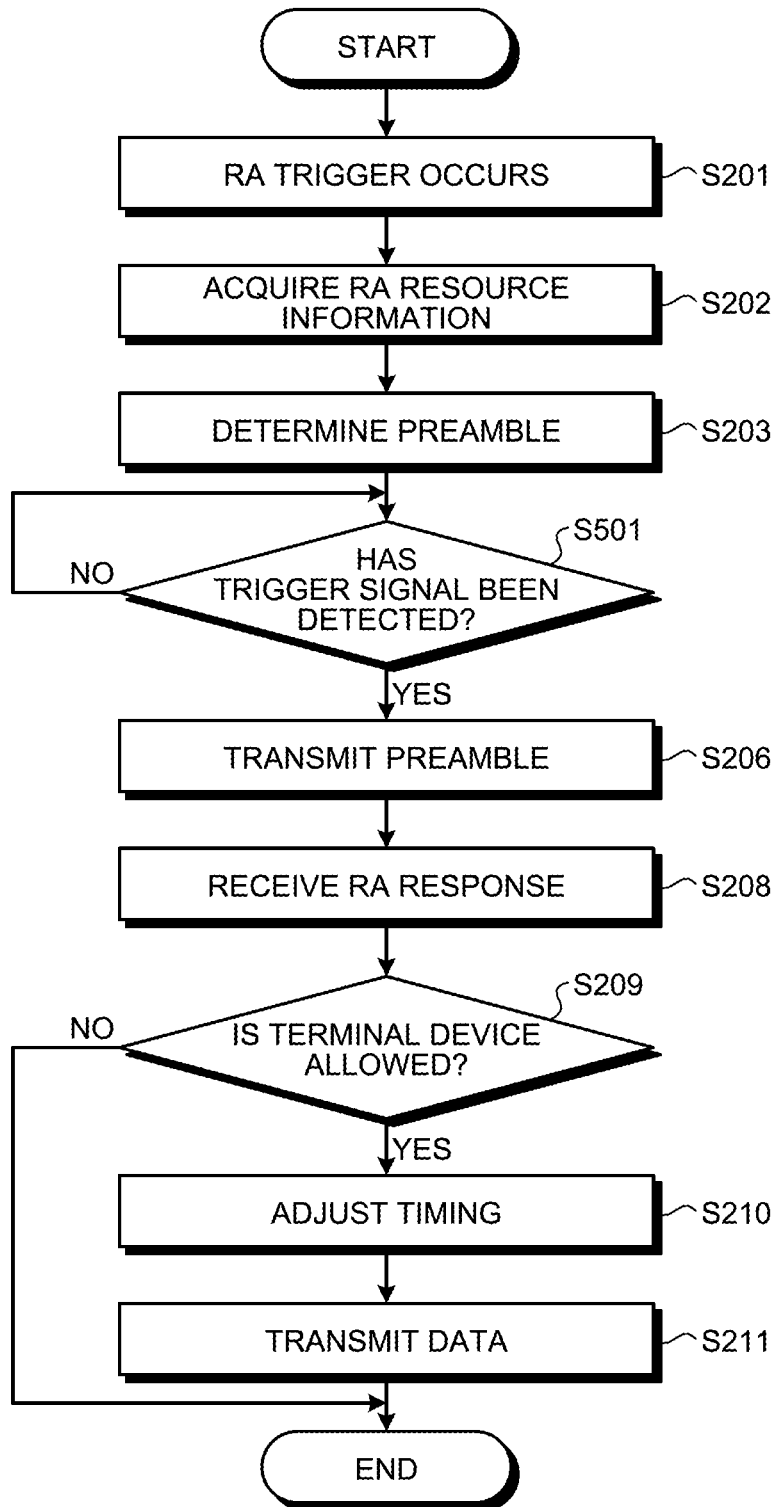 START
RA TRIGGER OCCURS
S201
ACQUIRE RA RESOURCE
INFORMATION
S202
DETERMINE PREAMBLE
S203
S501
NO
HAS
TRIGGER SIGNAL BEEN
DETECTED?
YES
TRANSMIT PREAMBLE
S206
RECEIVE RA RESPONSE
S208
S209
NO
IS TERMINAL DEVICE
ALLOWED?
YES
ADJUST TIMING
S210
TRANSMIT DATA
S211
END